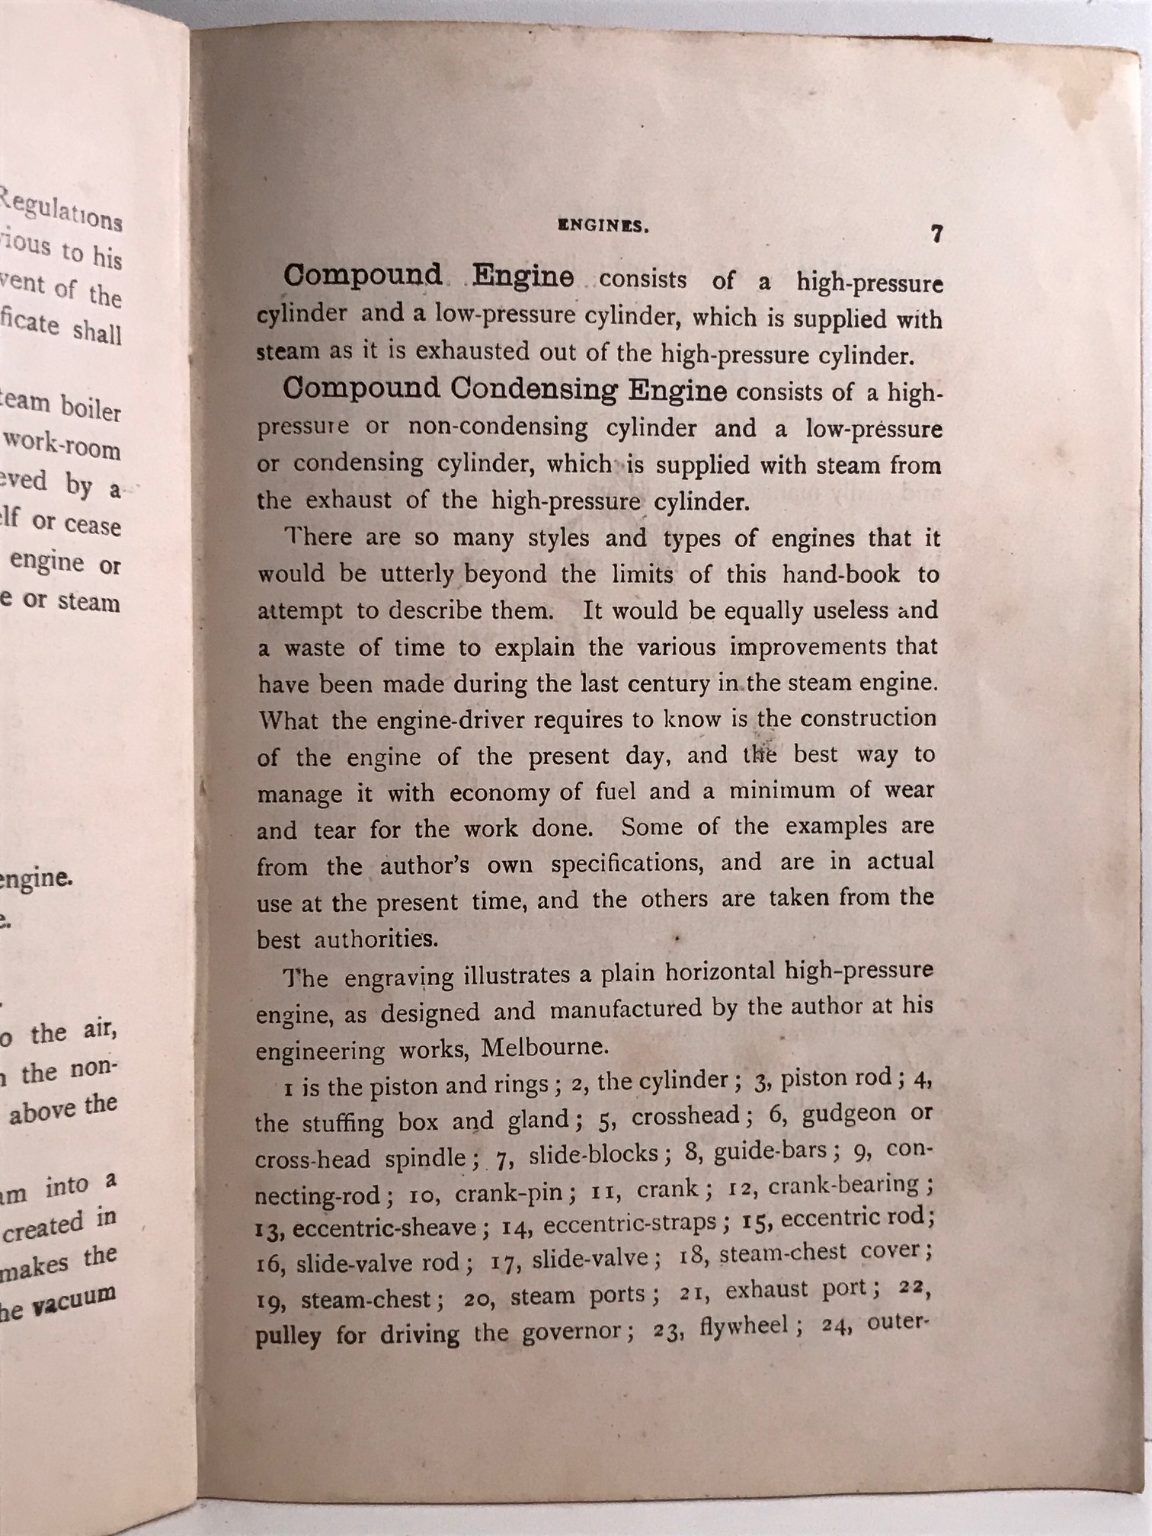 Regulations
to his
of the
shall
boiler
work-room
by a
or cease
engine or
or steam
engine.
the air,
the non-
above the
into a
created in
makes the
vacuum
ENGINES. 7
Compound Engine consists of a high-pressure
cylinder and a low-pressure cylinder, which is supplied with
steam as it is exhausted out of the high-pressure cylinder.
Compound Condensing Engine consists of a high-
pressure or non-condensing cylinder and a low-pressure
or condensing cylinder, which is supplied with steam from
the exhaust of the high-pressure cylinder.
There are so many styles and types of engines that it
would be utterly beyond the limits of this hand-book to
attempt to describe them. It would be equally useless and
a waste of time to explain the various improvements that
have been made during the last century in the steam engine.
What the engine-driver requires to know is the construction
of the engine of the present day, and the best way to
manage it with economy of fuel and a minimum of wear
and tear for the work done. Some of the examples are
from the author's own specifications, and are in actual
use at the present time, and the others are taken from the
best authorities.
The engraving illustrates a plain horizontal high-pressure
engine, as designed and manufactured by the author at his
engineering works, Melbourne.
1 is the piston and rings; 2, the cylinder; 3, piston rod; 4,
the stuffing box and gland; 5, crosshead; 6, gudgeon or
cross-head spindle; 7, slide-blocks; 8, guide-bars; 9, con-
necting-rod; 10, crank-pin; 11, crank; 12, crank-bearing;
13, eccentric-sheave; 14, eccentric-straps; 15, eccentric rod;
16, slide-valve rod; 17, slide-valve; 18, steam-chest cover;
19, steam-chest; 20, steam ports; 21, exhaust port; 22,
pulley for driving the governor; 23, flywheel; 24, outer-